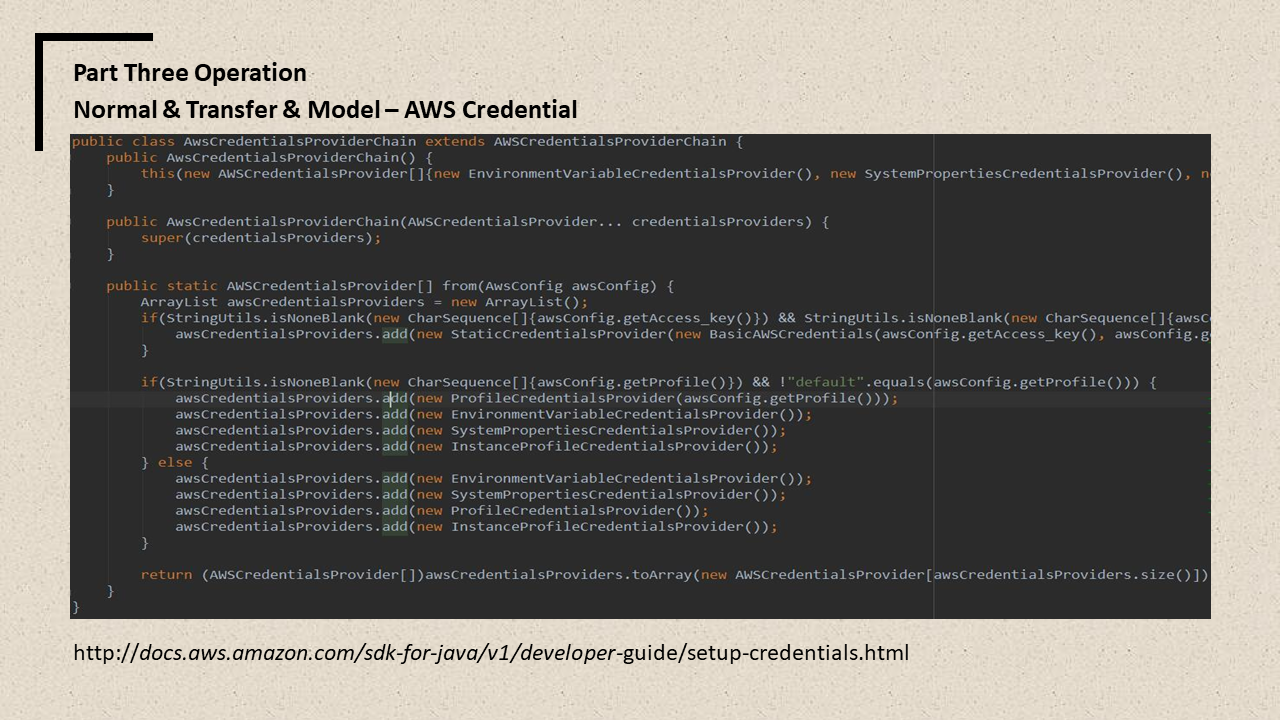 Part Three Operation
Normal & Transfer & Model – AWS Credential
public class AwsCredentialsProviderChain extends AWSCredentialsProviderChain {
    public AwsCredentialsProviderChain() {
        this(new AWSCredentialsProvider[]{new EnvironmentVariableCredentialsProvider(), new SystemPropertiesCredentialsProvider(), n
    }
    public AwsCredentialsProviderChain(AWSCredentialsProvider... credentialsProviders) {
        super(credentialsProviders);
    }
    public static AWSCredentialsProvider[] from(AwsConfig awsConfig) {
        ArrayList awsCredentialsProviders = new ArrayList();
        if(StringUtils.isNoneBlank(new CharSequence[]{awsConfig.getAccess_key()}) && StringUtils.isNoneBlank(new CharSequence[]{awsC
            awsCredentialsProviders.add(new StaticCredentialsProvider(new BasicAWSCredentials(awsConfig.getAccess_key(), awsConfig.g
        }
        if(StringUtils.isNoneBlank(new CharSequence[]{awsConfig.getProfile()}) && !"default".equals(awsConfig.getProfile())) {
            awsCredentialsProviders.add(new ProfileCredentialsProvider(awsConfig.getProfile()));
            awsCredentialsProviders.add(new EnvironmentVariableCredentialsProvider());
            awsCredentialsProviders.add(new SystemPropertiesCredentialsProvider());
            awsCredentialsProviders.add(new InstanceProfileCredentialsProvider());
        } else {
            awsCredentialsProviders.add(new EnvironmentVariableCredentialsProvider());
            awsCredentialsProviders.add(new SystemPropertiesCredentialsProvider());
            awsCredentialsProviders.add(new ProfileCredentialsProvider());
            awsCredentialsProviders.add(new InstanceProfileCredentialsProvider());
        }
        return (AWSCredentialsProvider[])awsCredentialsProviders.toArray(new AWSCredentialsProvider[awsCredentialsProviders.size()])
    }
}
http://docs.aws.amazon.com/sdk-for-java/v1/developer-guide/setup-credentials.html